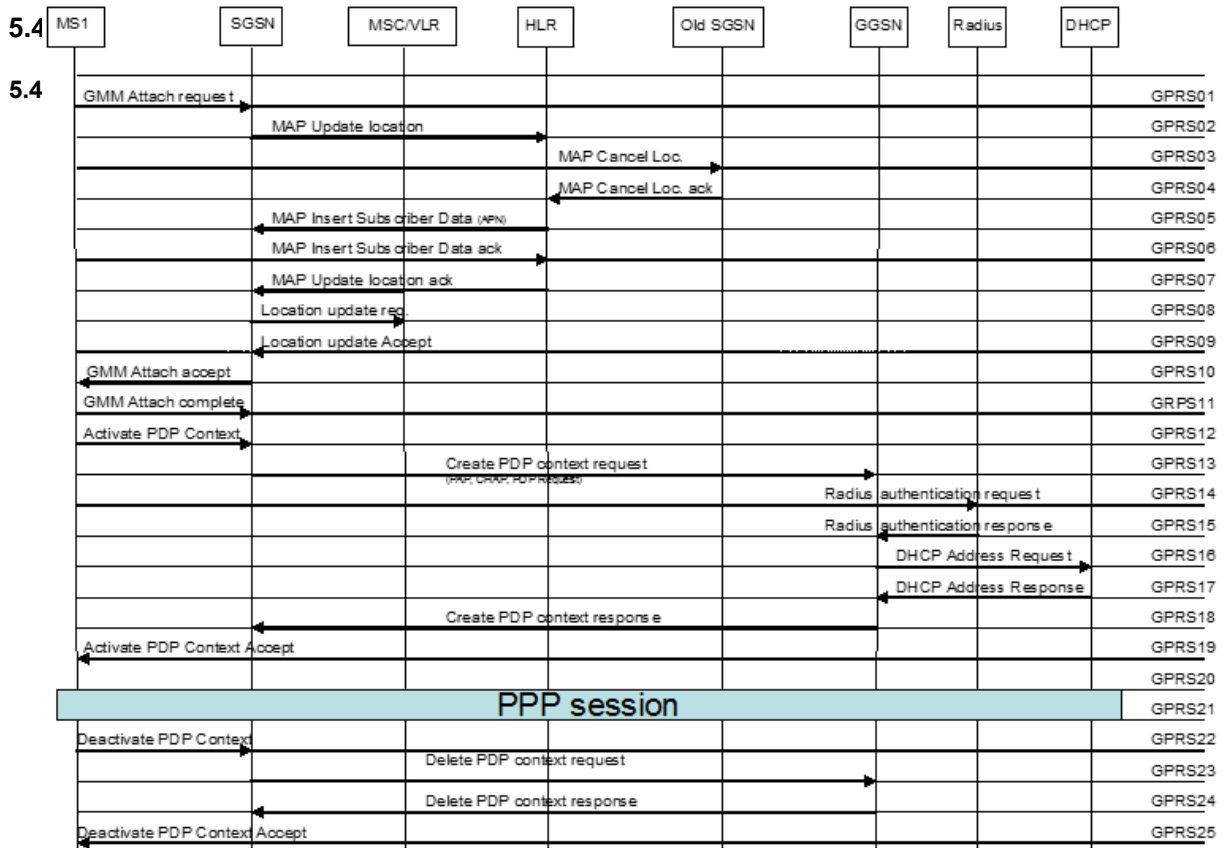 5.4
MS1 SGSN MSC/VLR HLR Old SGSN GGSN Radius DHCP
5.4
GMM Attach request GPRS01
MAP Update location GPRS02
MAP Cancel Loc. GPRS03
MAP Cancel Loc. ack GPRS04
MAP Insert Subscriber Data (APN) GPRS05
MAP Insert Subscriber Data ack GPRS06
MAP Update location ack GPRS07
Location update req. GPRS08
Location update Accept GPRS09
GMM Attach accept GPRS10
GMM Attach complete GRPS11
Activate PDP Context GPRS12
Create PDP context request GPRS13
(PAP, CHAP, PDP Request)
Radius authentication request GPRS14
Radius authentication response GPRS15
DHCP Address Request GPRS16
DHCP Address Response GPRS17
Create PDP context response GPRS18
Activate PDP Context Accept GPRS19
GPRS20
PPP session GPRS21
Deactivate PDP Context GPRS22
Delete PDP context request GPRS23
Delete PDP context response GPRS24
Deactivate PDP Context Accept GPRS25